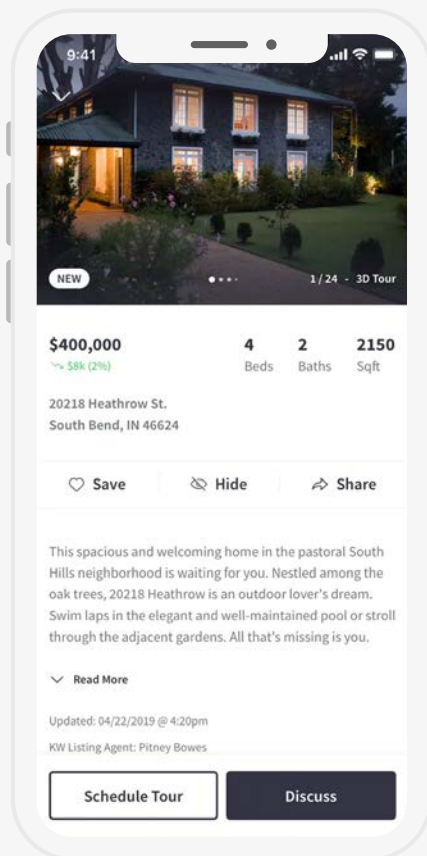 9:41
NEW
1 / 24 - 3D Tour
$400,000
4
2
2150
$8k (2%)
Beds
Baths
Sqft
20218 Heathrow St.
South Bend, IN 46624
Save
Hide
Share
This spacious and welcoming home in the pastoral South
Hills neighborhood is waiting for you. Nestled among the
oak trees, 20218 Heathrow is an outdoor lover's dream.
Swim laps in the elegant and well-maintained pool or stroll
through the adjacent gardens. All that's missing is you.
Read More
Updated: 04/22/2019 @ 4:20pm
KW Listing Agent: Pitney Bowes
Schedule Tour
Discuss